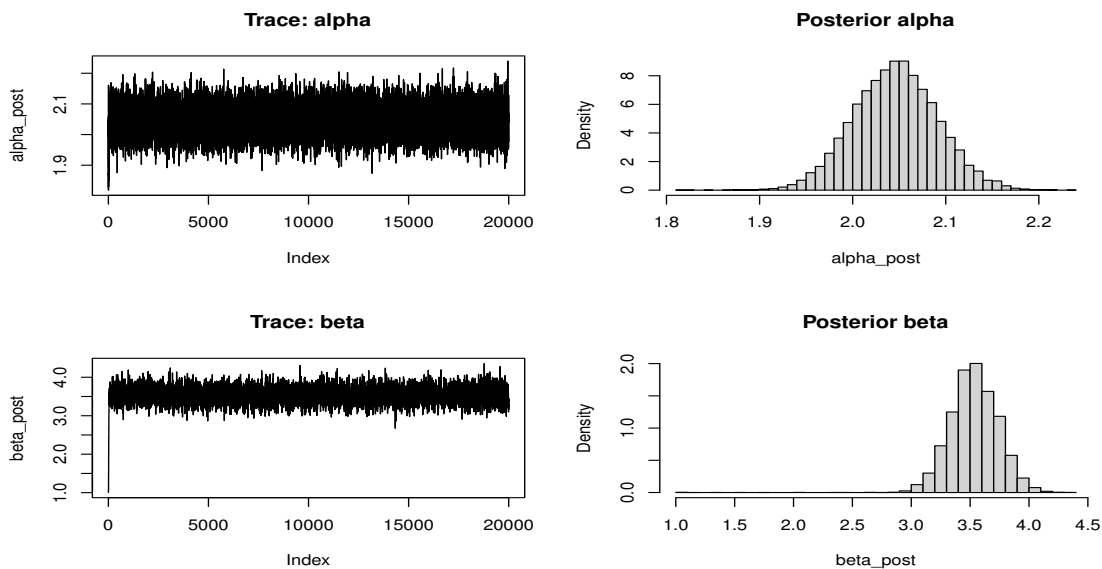 Trace: alpha
alpha_post
1.9
2.1
0 5000 10000 15000 20000
Index
Posterior alpha
Density
0 2 4 6 8
1.8 1.9 2.0 2.1 2.2
alpha_post
Trace: beta
beta_post
1.0 2.0 3.0 4.0
0 5000 10000 15000 20000
Index
Posterior beta
Density
0.0 1.0 2.0
1.0 1.5 2.0 2.5 3.0 3.5 4.0 4.5
beta_post